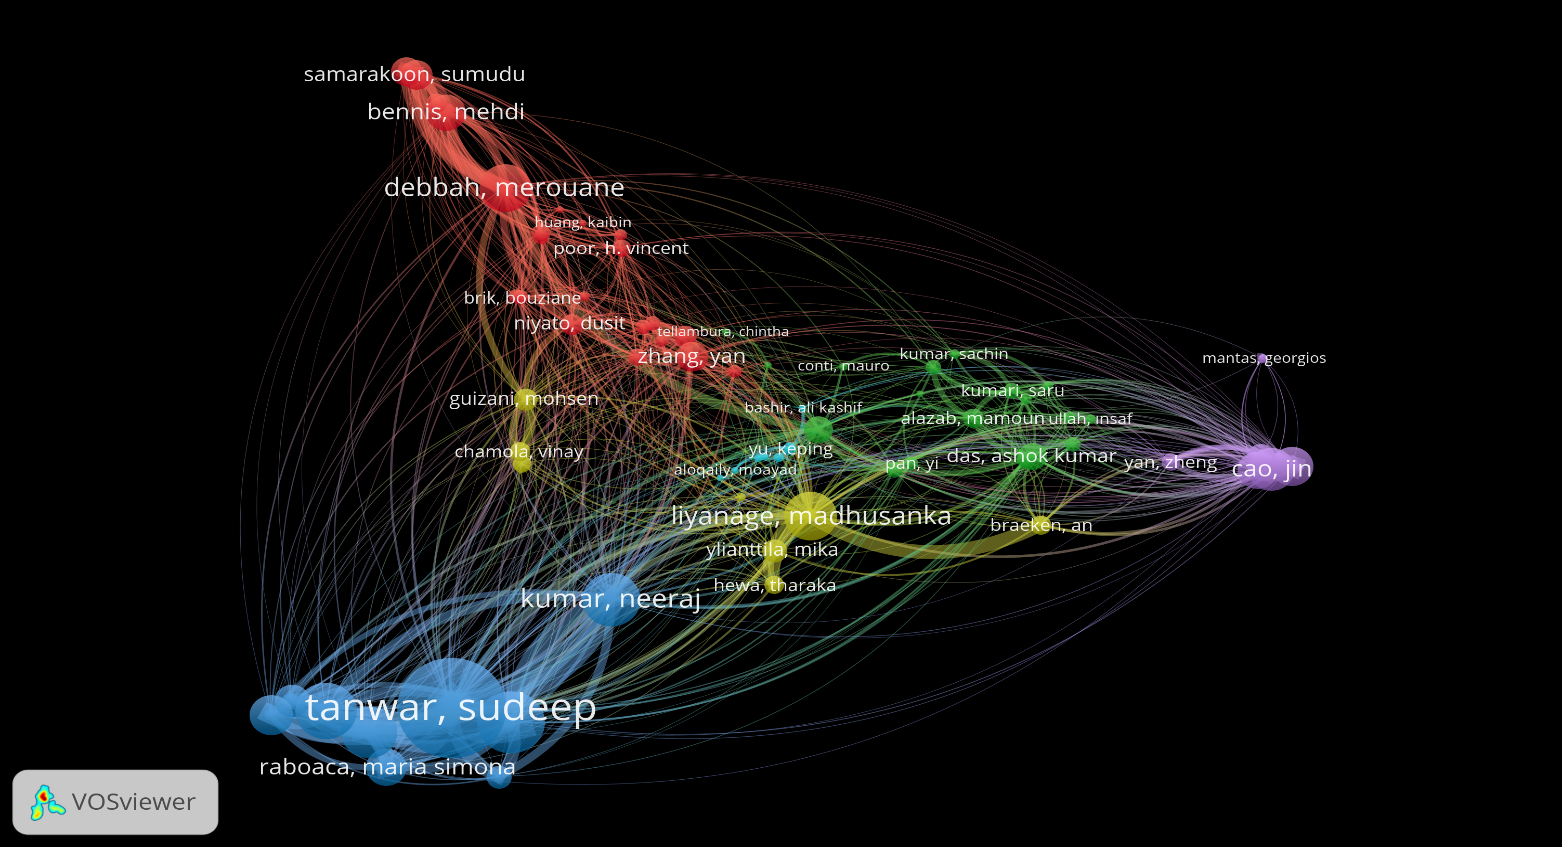 samarakoon, sumudu
bennis, mehdi
debbah, merouane
huang, kaibin
poor, h. vincent
brik, bouziane
niyato, dusit
tellambura, chintha
zhang, yan
kumar, sachin
mantas, georgios
conti, mauro
kumari, saru
guizani, mohsen
bashir, ali kashif
alazab, mamoun
ullah, insaf
chamola, vinay
yu, keping
das, ashok kumar
pan, yi
yan, zheng
cao, jin
aloqaily, moayad
liyanage, madhusanka
braeken, an
ylianttila, mika
hewa, tharaka
kumar, neeraj
tanwar, sudeep
raboaca, maria simona
VOSviewer